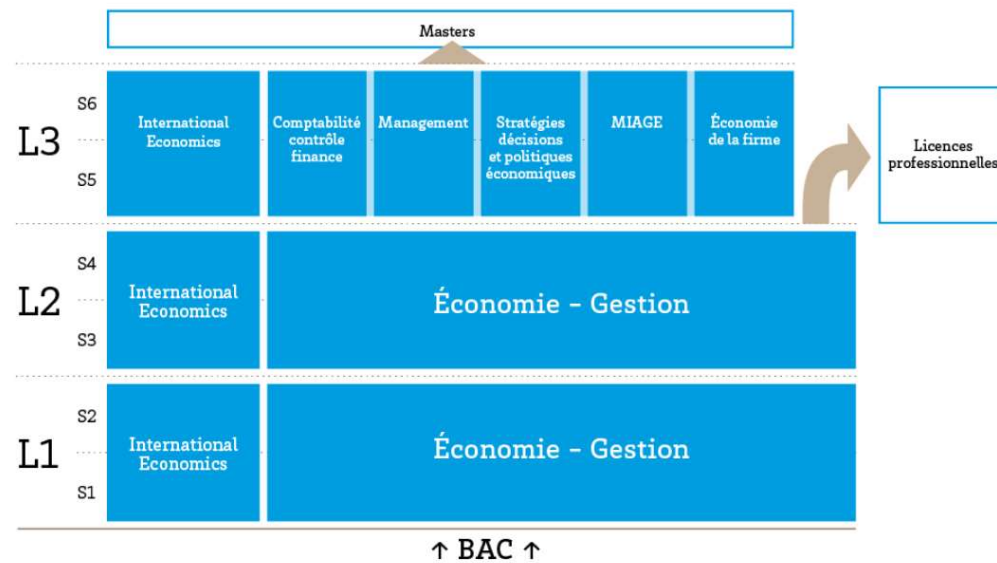 Masters
L3
S6
S5
International
Economics
Comptabilité
contrôle
finance
Management
Stratégies
décisions
et politiques
économiques
MIAGE
Économie
de la firme
Licences
professionnelles
L2
S4
S3
International
Economics
Économie – Gestion
L1
S2
S1
International
Economics
Économie – Gestion
↑ BAC ↑